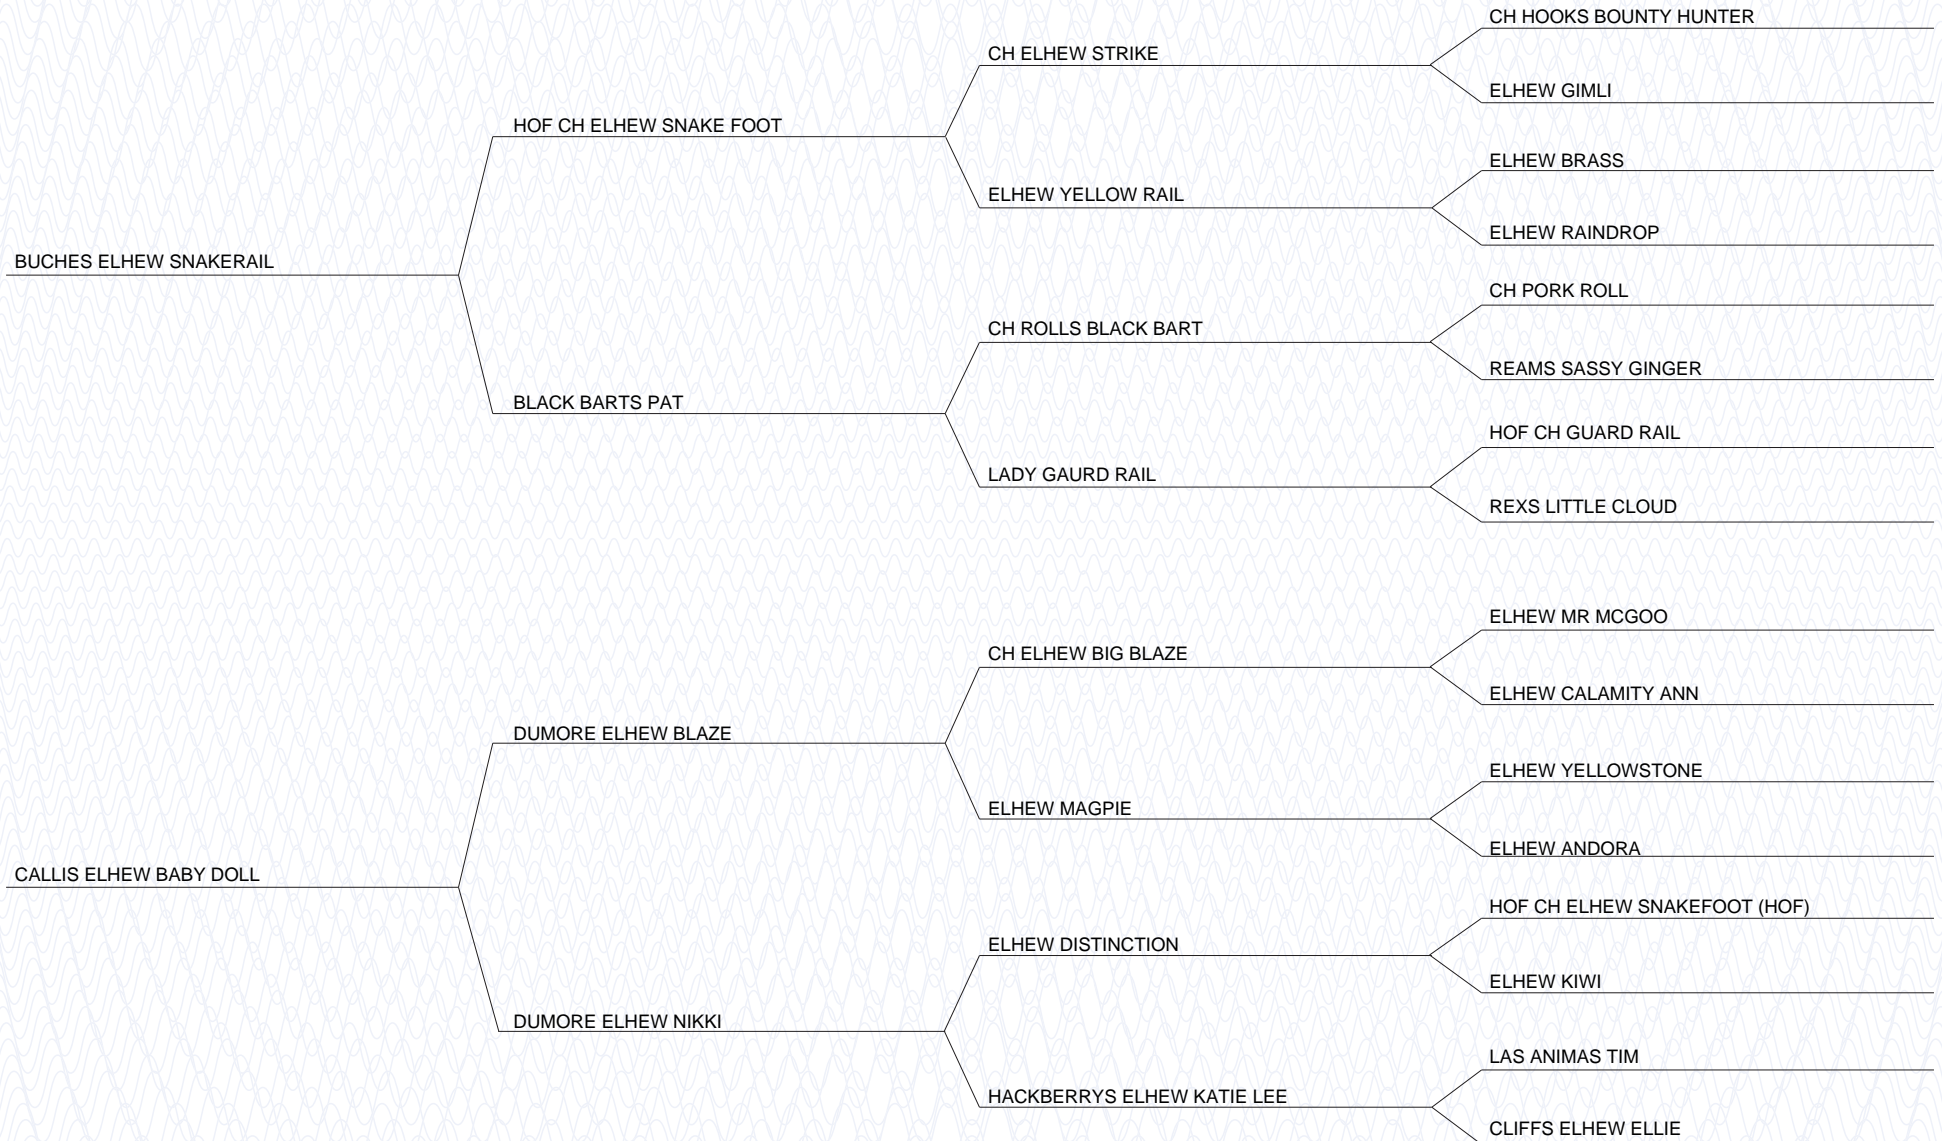 CH HOOKS BOUNTY HUNTER
CH ELHEW STRIKE
ELHEW GIMLI
HOF CH ELHEW SNAKE FOOT
ELHEW BRASS
ELHEW YELLOW RAIL
ELHEW RAINDROP
BUCHES ELHEW SNAKERAIL
CH PORK ROLL
CH ROLLS BLACK BART
REAMS SASSY GINGER
BLACK BARTS PAT
HOF CH GUARD RAIL
LADY GAURD RAIL
REXS LITTLE CLOUD
ELHEW MR MCGOO
CH ELHEW BIG BLAZE
ELHEW CALAMITY ANN
DUMORE ELHEW BLAZE
ELHEW YELLOWSTONE
ELHEW MAGPIE
ELHEW ANDORA
CALLIS ELHEW BABY DOLL
HOF CH ELHEW SNAKEFOOT (HOF)
ELHEW DISTINCTION
ELHEW KIWI
DUMORE ELHEW NIKKI
LAS ANIMAS TIM
HACKBERRYS ELHEW KATIE LEE
CLIFFS ELHEW ELLIE